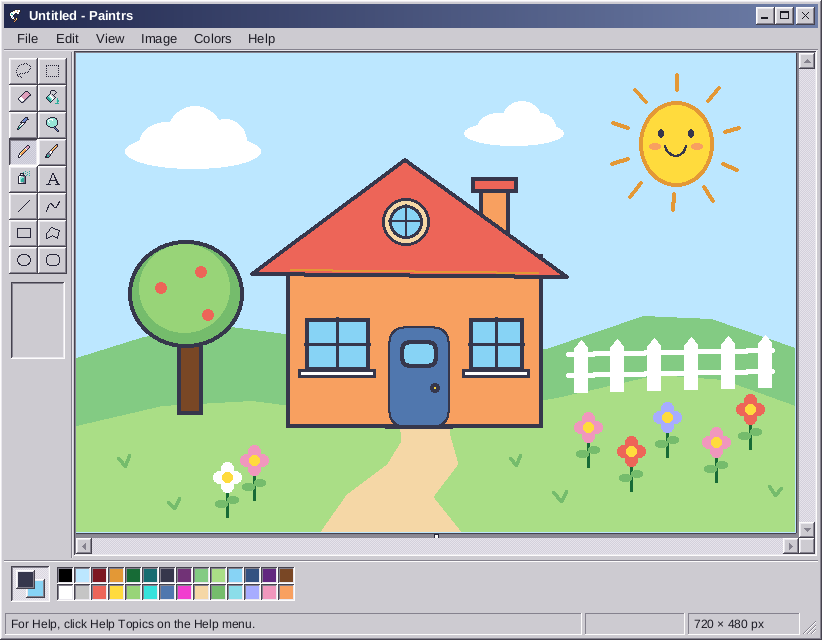 Untitled - Paintrs
File Edit View Image Colors Help
A
For Help, click Help Topics on the Help menu.
720 × 480 px